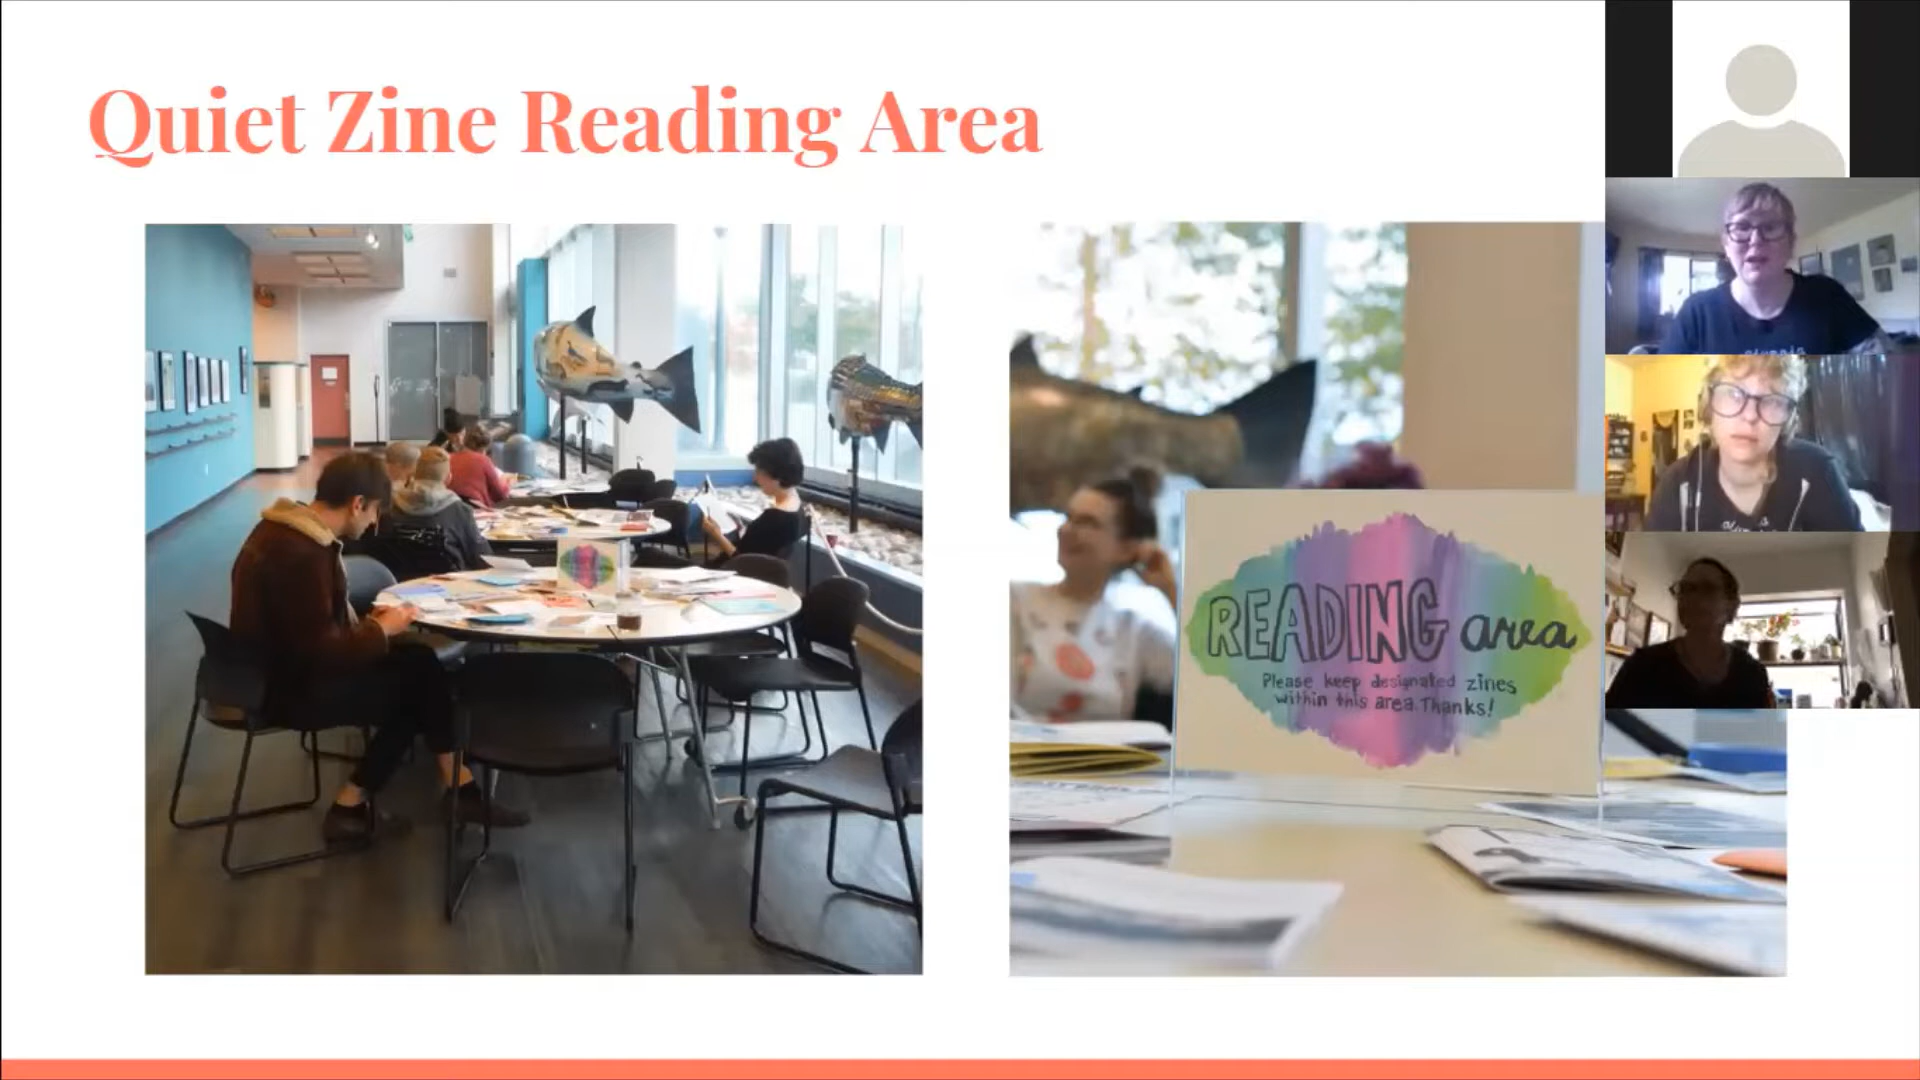 Quiet Zine Reading Area
READING area
Please keep designated zines
within this area. Thanks!